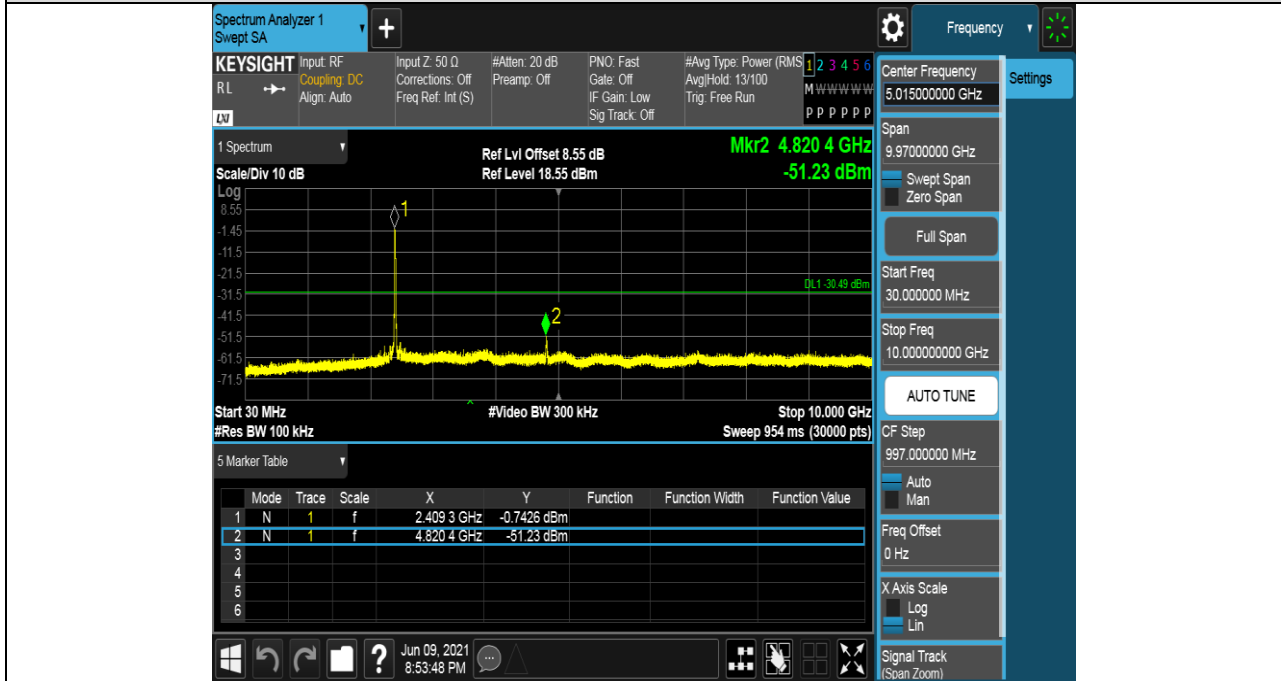 Spectrum Analyzer 1
Swept SA
+
Frequency
KEYSIGHT
RL
LXI
Input: RF
Coupling: DC
Align: Auto
Input Z: 50 Ω
Corrections: Off
Freq Ref: Int (S)
#Atten: 20 dB
Preamp: Off
PNO: Fast
Gate: Off
IF Gain: Low
Sig Track: Off
#Avg Type: Power (RMS
Avg|Hold: 13/100
Trig: Free Run
1 2 3 4 5 6
M W W W W W
P P P P P P
Center Frequency
5.015000000 GHz
Settings
1 Spectrum
Ref Lvl Offset 8.55 dB
Mkr2 4.820 4 GHz
Scale/Div 10 dB
Ref Level 18.55 dBm
-51.23 dBm
Log
8.55
-1.45
-11.5
-21.5
-31.5
-41.5
-51.5
-61.5
-71.5
1
2
DL1 -30.49 dBm
Start 30 MHz
#Video BW 300 kHz
Stop 10.000 GHz
#Res BW 100 kHz
Sweep 954 ms (30000 pts)
Span
9.97000000 GHz
Swept Span
Zero Span
Full Span
Start Freq
30.000000 MHz
Stop Freq
10.000000000 GHz
AUTO TUNE
CF Step
997.000000 MHz
Auto
Man
Freq Offset
0 Hz
X Axis Scale
Log
Lin
Signal Track
(Span Zoom)
5 Marker Table
Mode Trace Scale X Y Function Function Width Function Value
1 N 1 f 2.409 3 GHz -0.7426 dBm
2 N 1 f 4.820 4 GHz -51.23 dBm
3
4
5
6
?
Jun 09, 2021
8:53:48 PM